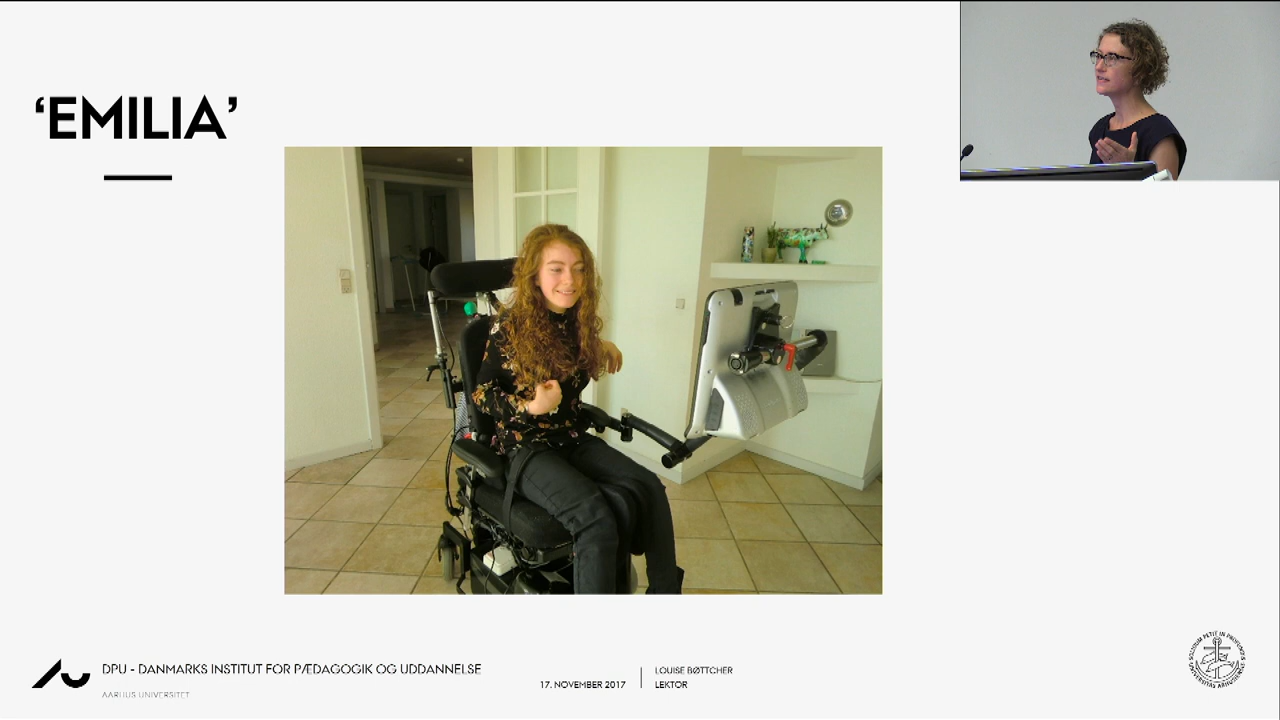 ‘EMILIA’
DPU - DANMARKS INSTITUT FOR PÆDAGOGIK OG UDDANNELSE
AARHUS UNIVERSITET
17. NOVEMBER 2017
LOUISE BØTTCHER
LEKTOR